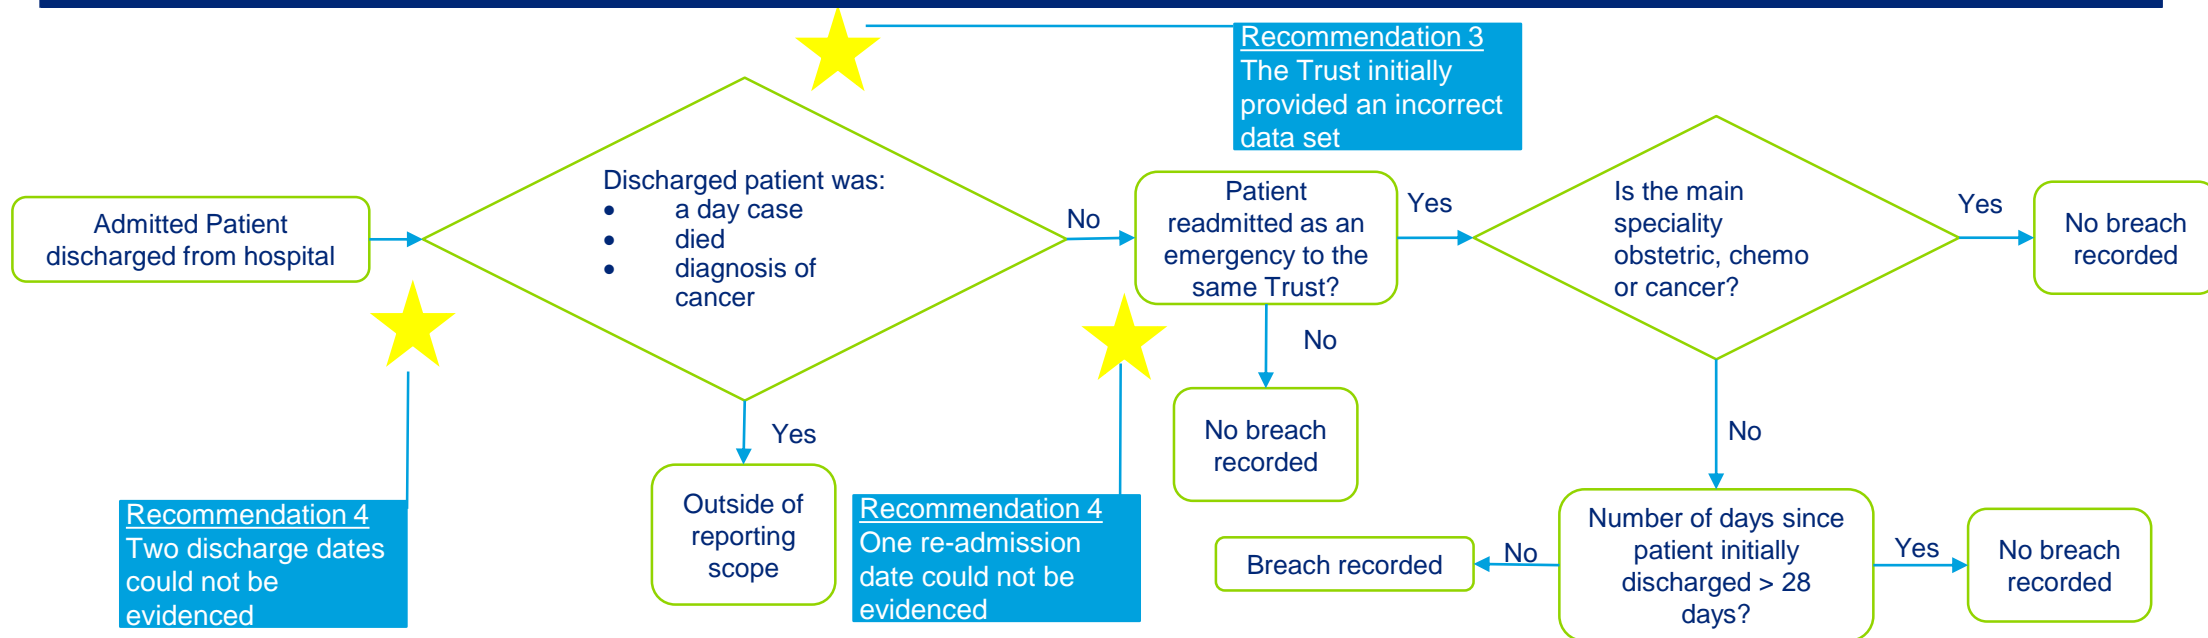 Recommendation 3
The Trust initially
provided an incorrect
data set
Admitted Patient
discharged from hospital
Discharged patient was:
• a day case
• died
• diagnosis of
cancer
No
Patient
readmitted as an
emergency to the
same Trust?
Yes
Is the main
speciality
obstetric, chemo
or cancer?
Yes
No breach
recorded
No
No breach
recorded
Yes
Outside of
reporting
scope
No
Number of days since
patient initially
discharged > 28
days?
No
Breach recorded
Yes
No breach
recorded
Recommendation 4
Two discharge dates
could not be
evidenced
Recommendation 4
One re-admission
date could not be
evidenced